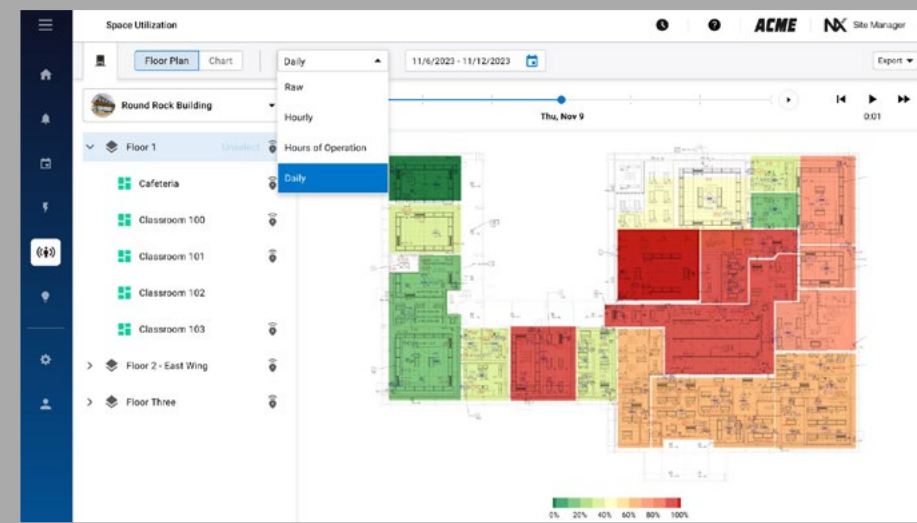 Space Utilization
ACME
NX Site Manager
Floor Plan
Chart
Daily
11/6/2023 - 11/12/2023
Export
Raw
Hourly
Hours of Operation
Daily
Round Rock Building
Thu, Nov 9
0:01
Floor 1
Unselect
Cafeteria
Classroom 100
Classroom 101
Classroom 102
Classroom 103
Floor 2 - East Wing
Floor Three
0% 20% 40% 60% 80% 100%